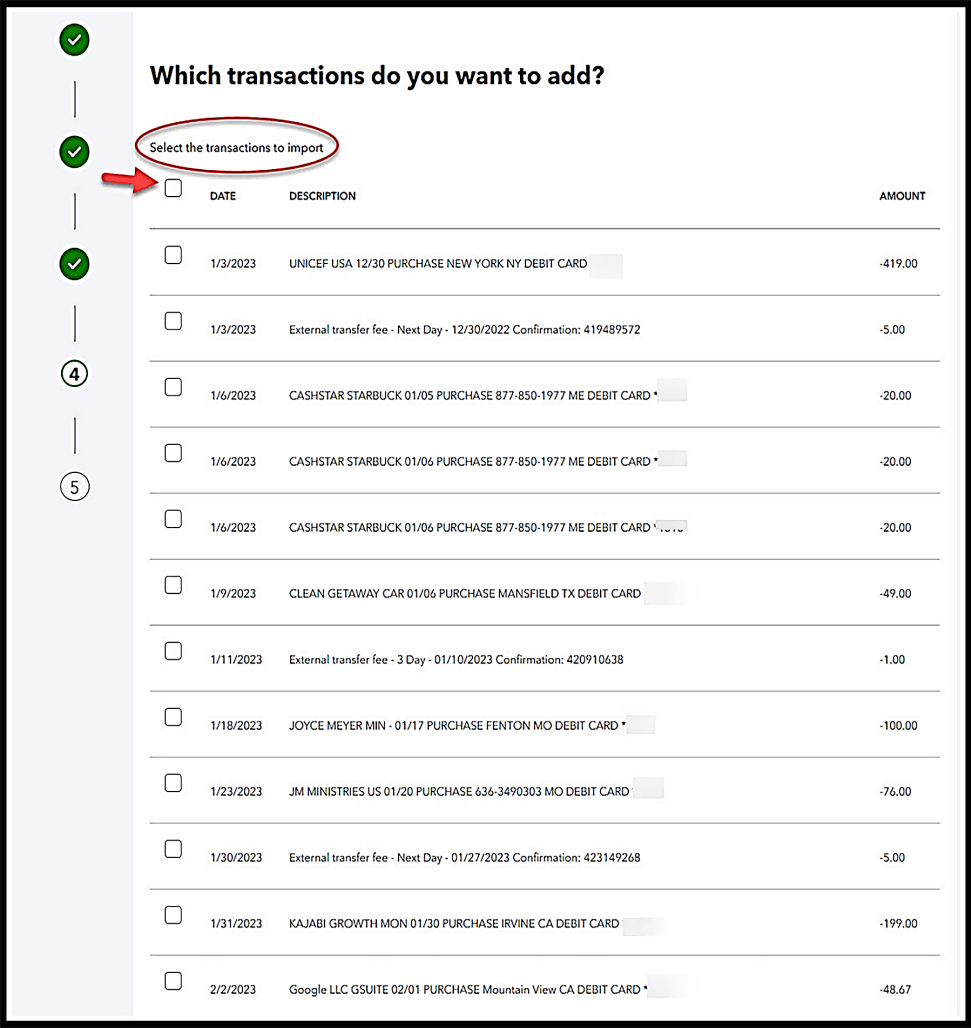 Which transactions do you want to add?
Select the transactions to import
DATE DESCRIPTION AMOUNT
1/3/2023 UNICEF USA 12/30 PURCHASE NEW YORK NY DEBIT CARD -419.00
1/3/2023 External transfer fee - Next Day - 12/30/2022 Confirmation: 419489572 -5.00
1/6/2023 CASHSTAR STARBUCK 01/05 PURCHASE 877-850-1977 ME DEBIT CARD * -20.00
4
1/6/2023 CASHSTAR STARBUCK 01/06 PURCHASE 877-850-1977 ME DEBIT CARD * -20.00
5
1/6/2023 CASHSTAR STARBUCK 01/06 PURCHASE 877-850-1977 ME DEBIT CARD -20.00
1/9/2023 CLEAN GETAWAY CAR 01/06 PURCHASE MANSFIELD TX DEBIT CARD -49.00
1/11/2023 External transfer fee - 3 Day - 01/10/2023 Confirmation: 420910638 -1.00
1/18/2023 JOYCE MEYER MIN - 01/17 PURCHASE FENTON MO DEBIT CARD * -100.00
1/23/2023 JM MINISTRIES US 01/20 PURCHASE 636-3490303 MO DEBIT CARD -76.00
1/30/2023 External transfer fee - Next Day - 01/27/2023 Confirmation: 423149268 -5.00
1/31/2023 KAJABI GROWTH MON 01/30 PURCHASE IRVINE CA DEBIT CARD -199.00
2/2/2023 Google LLC GSUITE 02/01 PURCHASE Mountain View CA DEBIT CARD * -48.67